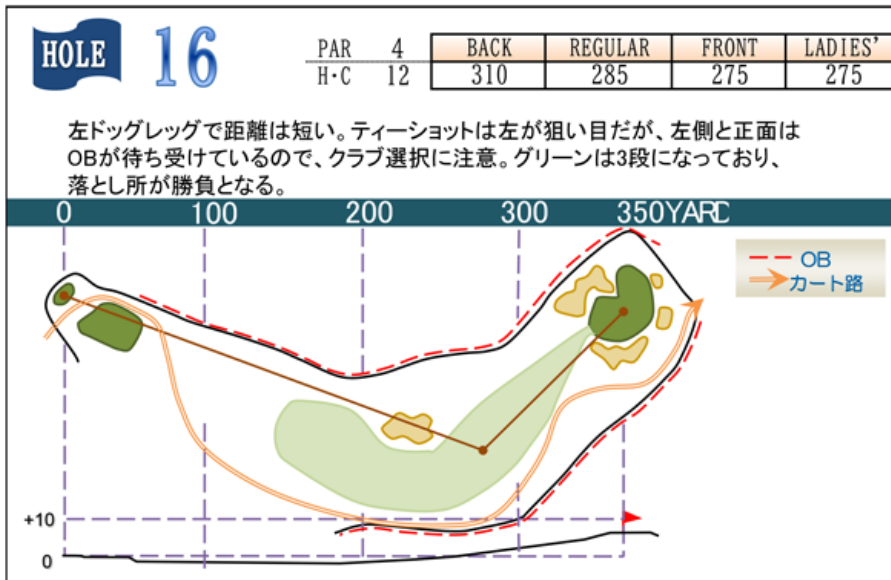 HOLE 16
PAR 4 BACK REGULAR FRONT LADIES'
H·C 12 310 285 275 275
左ドッグレッグで距離は短い。ティーショットは左が狙い目だが、左側と正面は
OBが待ち受けているので、クラブ選択に注意。グリーンは3段になっており、
落とし所が勝負となる。
0 100 200 300 350YARD
OB
カート路
+10
0